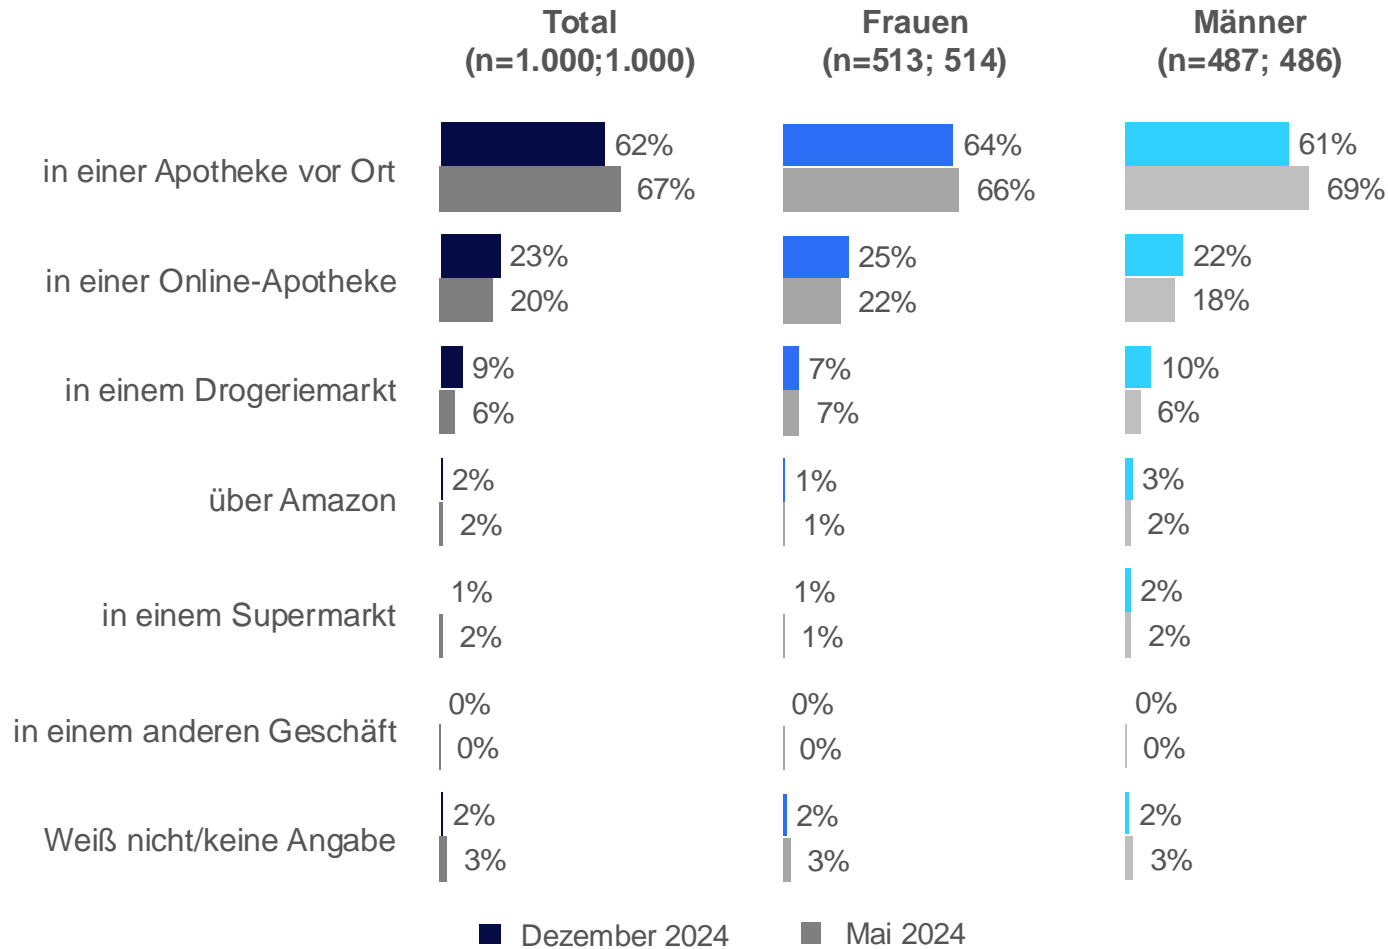 Total Frauen Männer
(n=1.000;1.000) (n=513; 514) (n=487; 486)
62% 64% 61%
in einer Apotheke vor Ort
67% 66% 69%
23% 25% 22%
in einer Online-Apotheke
20% 22% 18%
9% 7% 10%
in einem Drogeriemarkt
6% 7% 6%
2% 1% 3%
über Amazon
2% 1% 2%
1% 1% 2%
in einem Supermarkt
2% 1% 2%
0% 0% 0%
in einem anderen Geschäft
0% 0% 0%
2% 2% 2%
Weiß nicht/keine Angabe
3% 3% 3%
Dezember 2024 Mai 2024